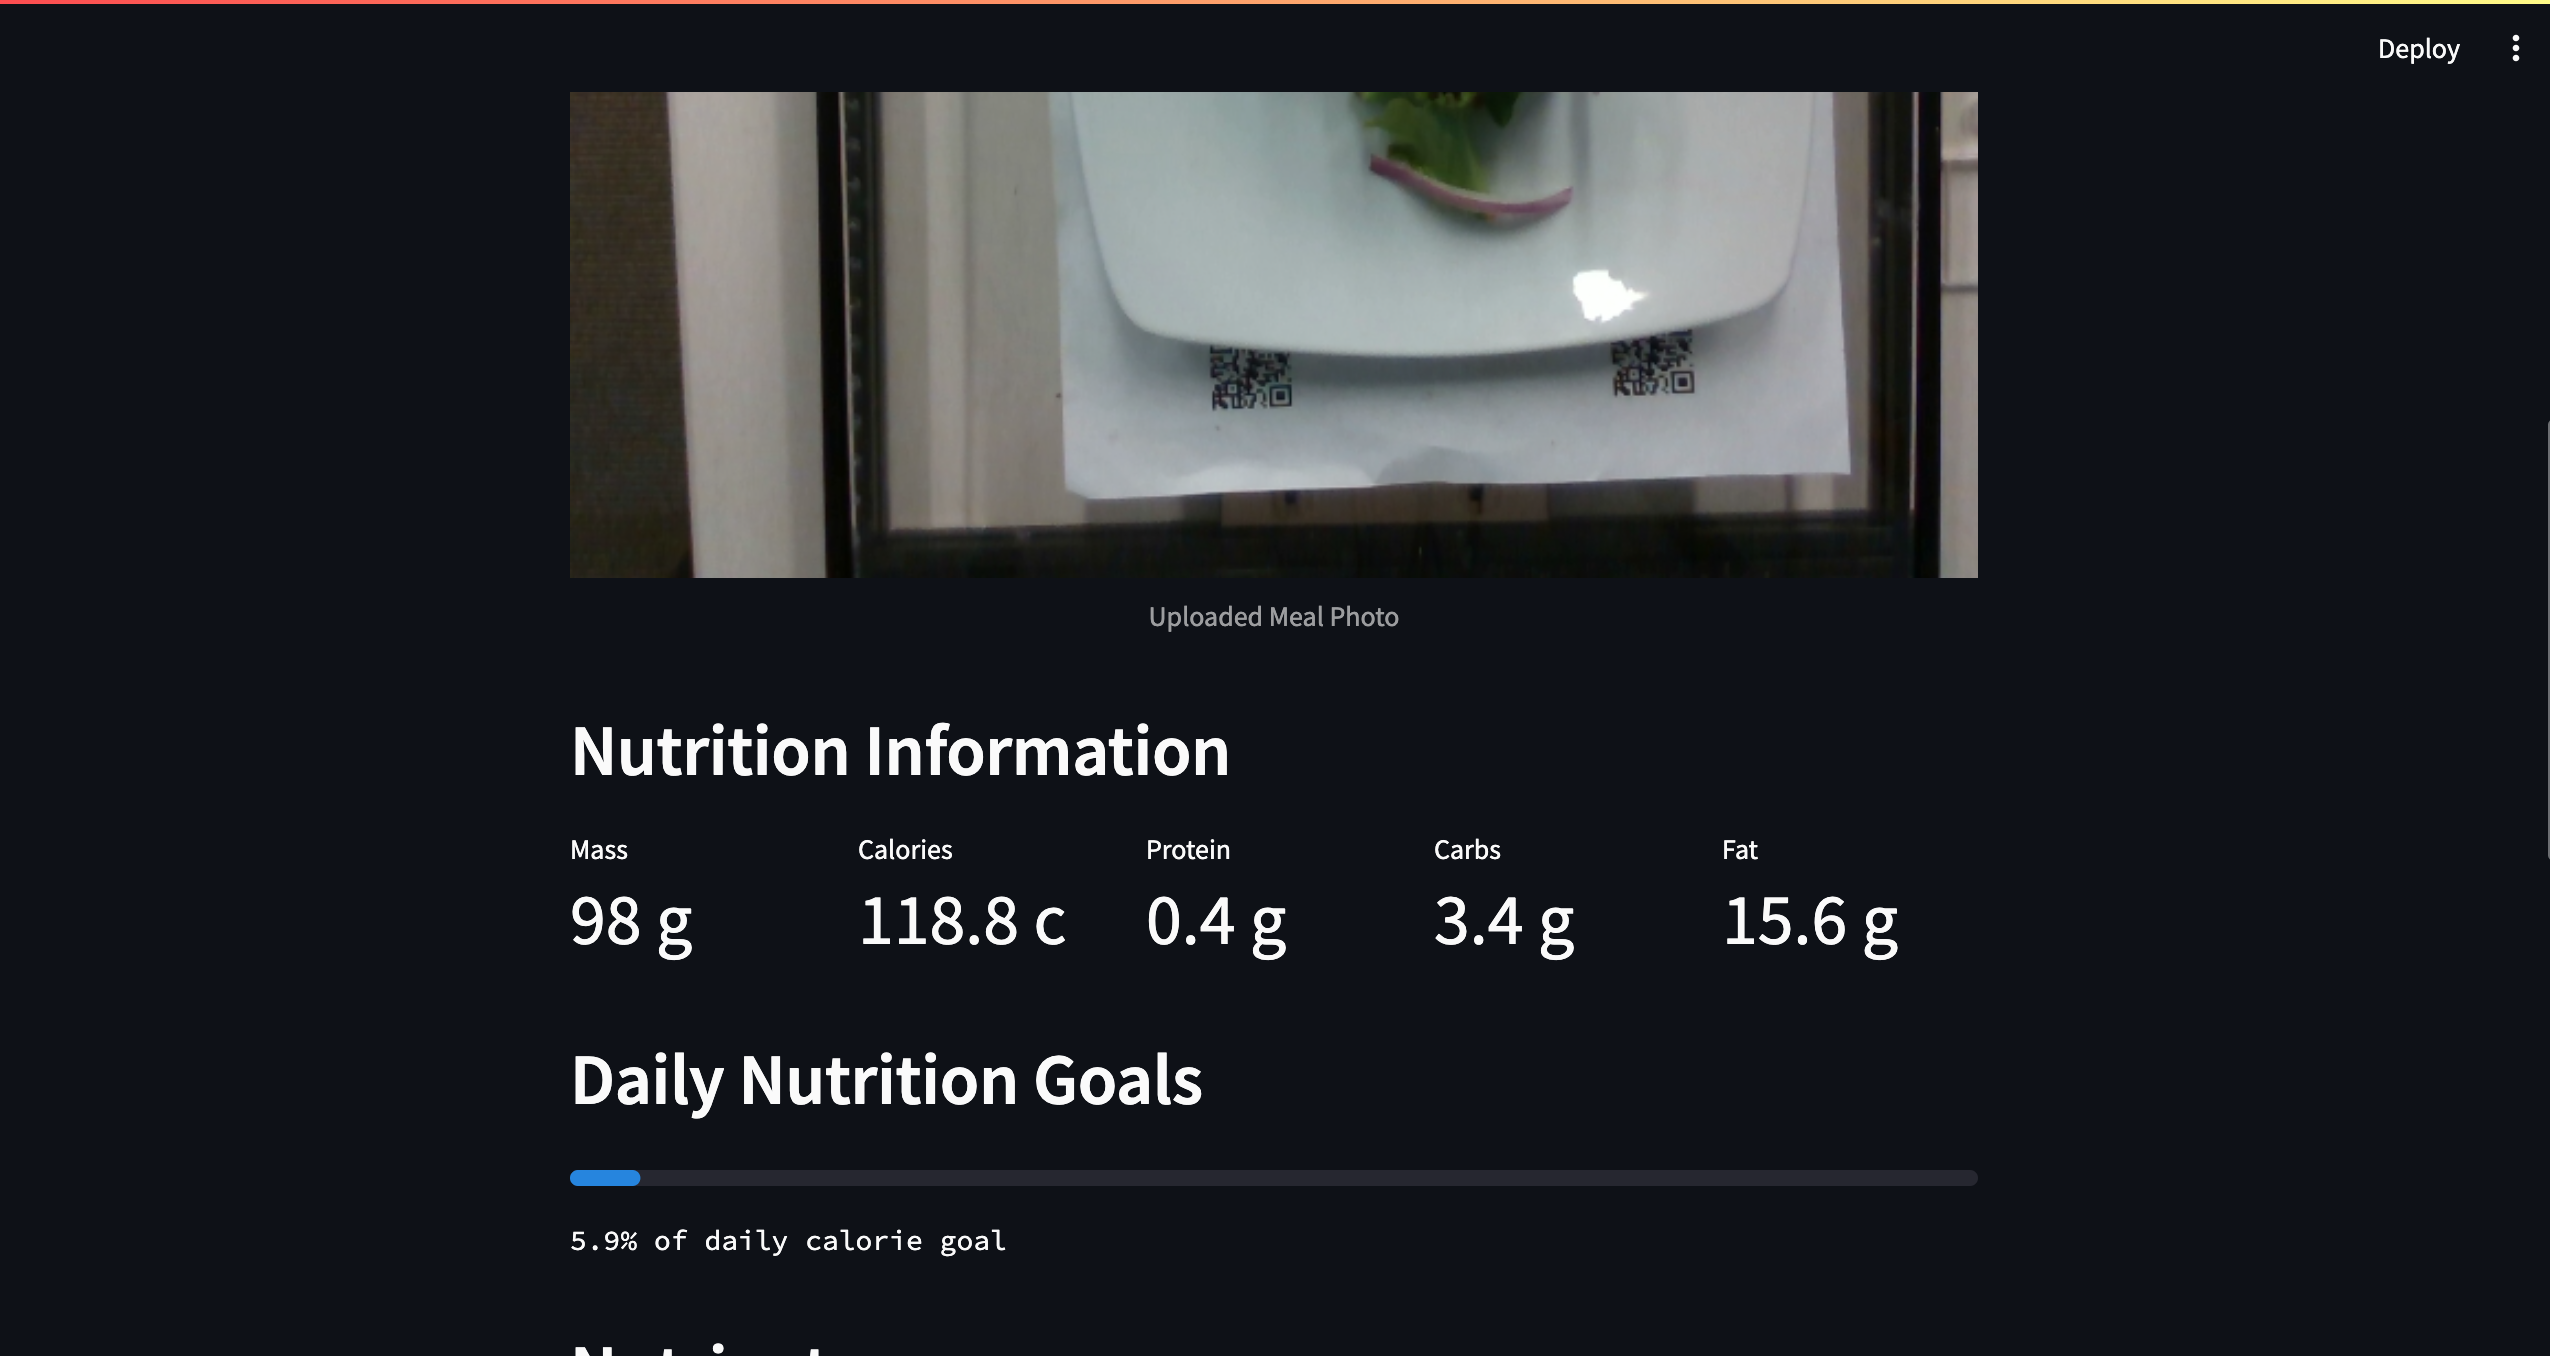 Deploy
Uploaded Meal Photo
Nutrition Information
Mass Calories Protein Carbs Fat
98 g 118.8 c 0.4 g 3.4 g 15.6 g
Daily Nutrition Goals
5.9% of daily calorie goal